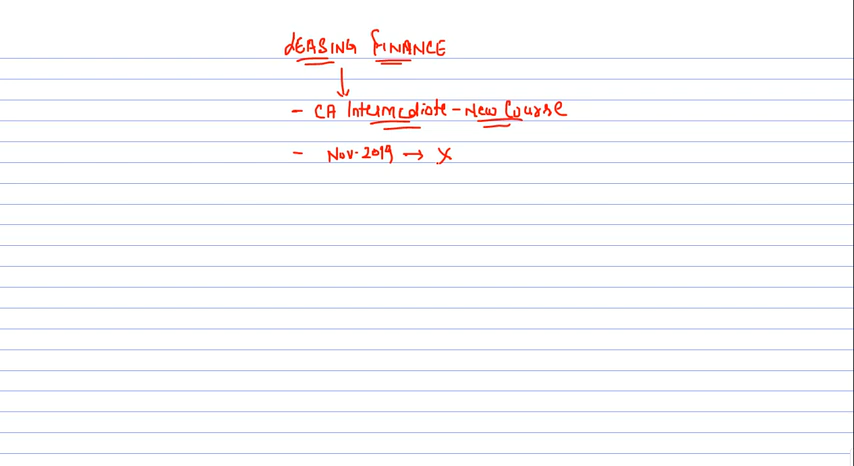 LEASING FINANCE
- CA Intermediate - New Course
- Nov-2019 → X